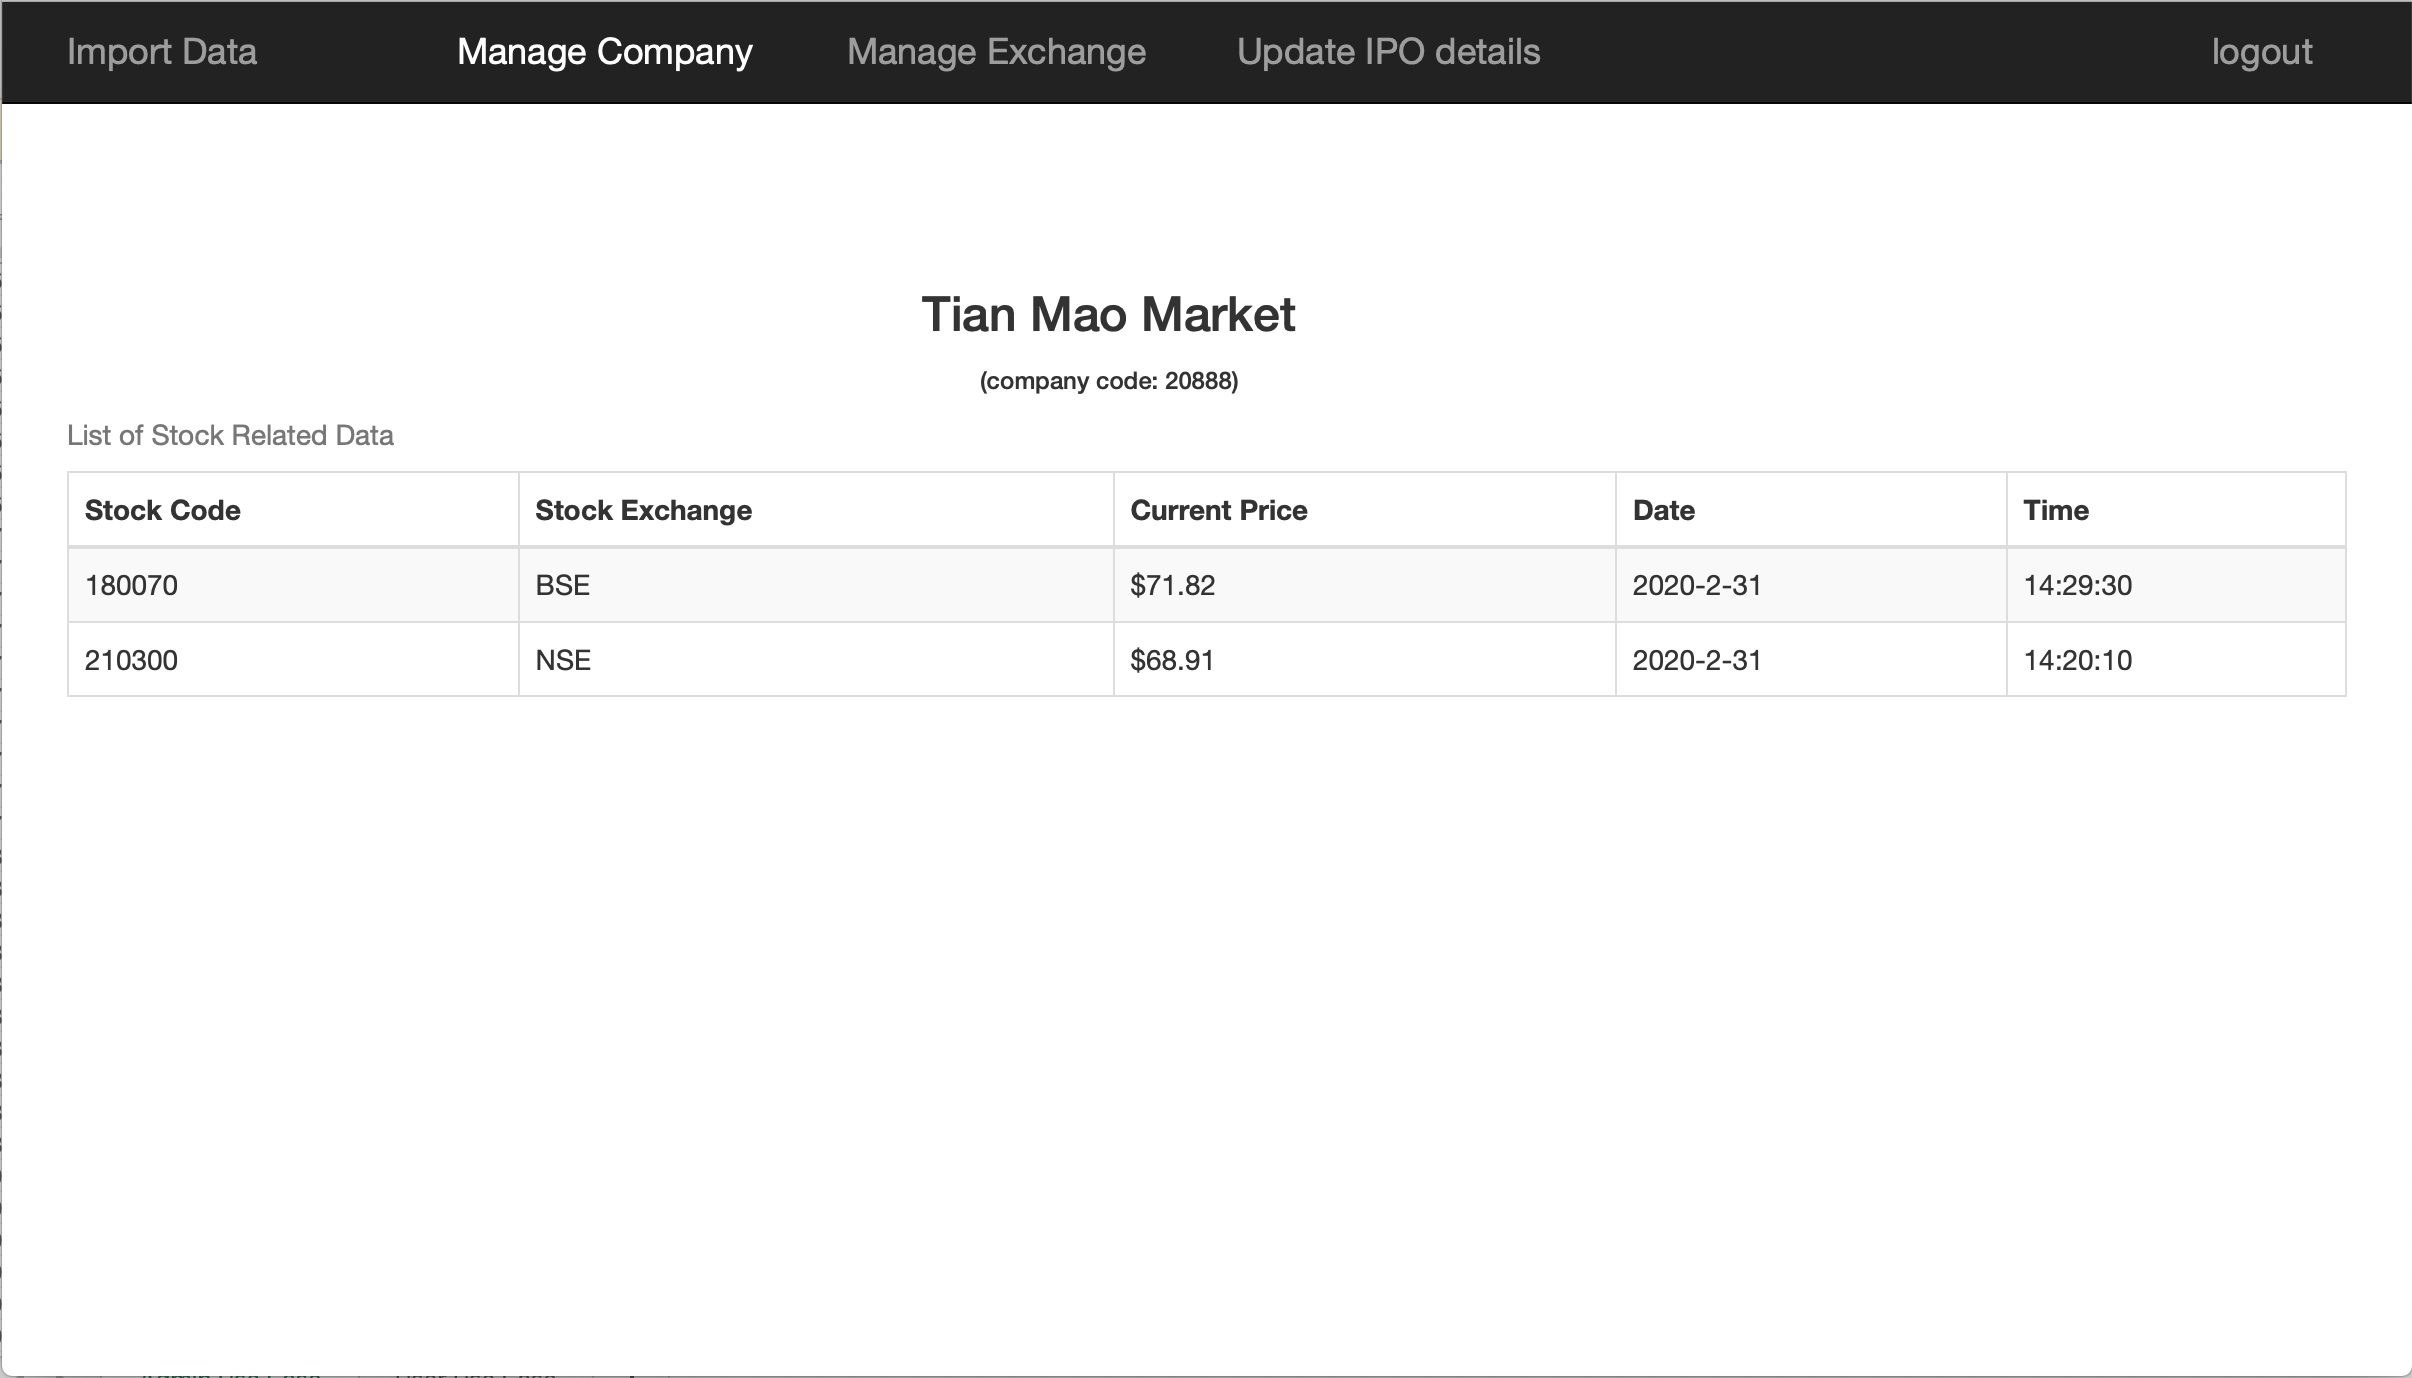 Import Data Manage Company Manage Exchange Update IPO details logout
Tian Mao Market
(company code: 20888)
List of Stock Related Data
Stock Code Stock Exchange Current Price Date Time
180070 BSE $71.82 2020-2-31 14:29:30
210300 NSE $68.91 2020-2-31 14:20:10